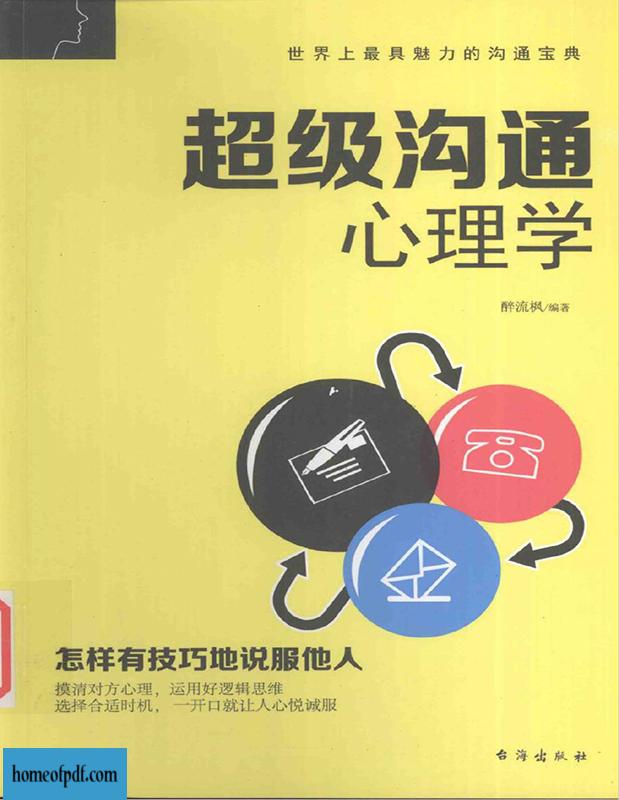 世界上最具魅力的沟通宝典
超级沟通
心理学
醉流枫/编著
怎样有技巧地说服他人
摸清对方心理，运用好逻辑思维
选择合适时机，一开口就让人心悦诚服
台海出版社
homeofpdf.com